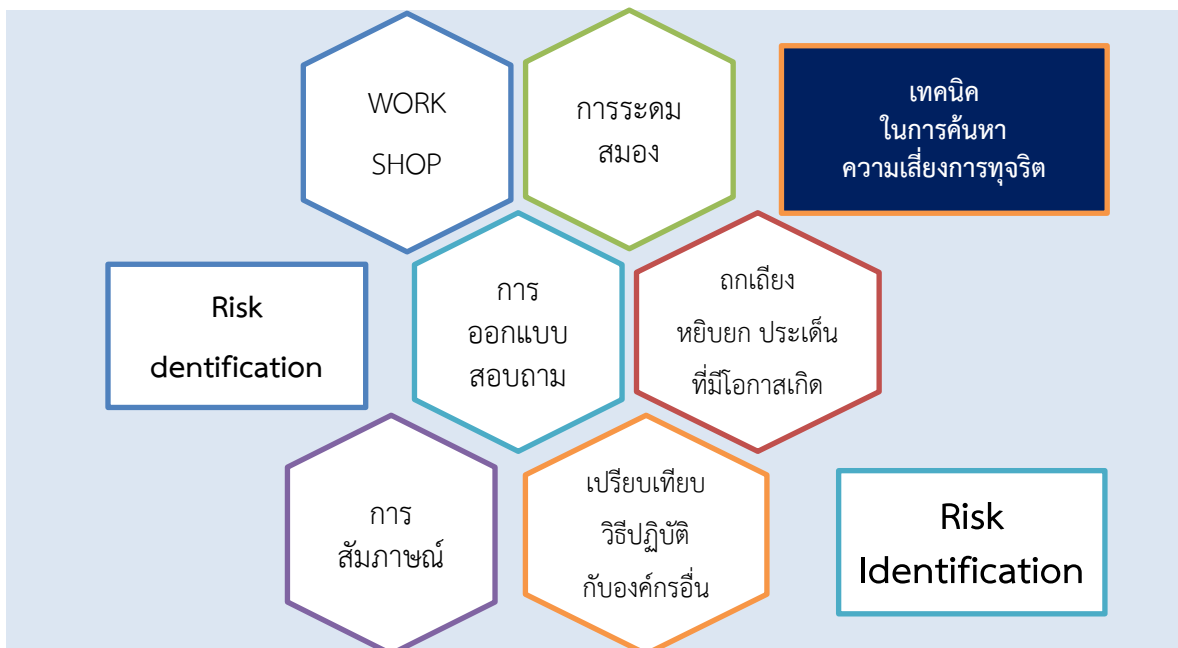 WORK
SHOP
การระดม
สมอง
เทคนิค
ในการค้นหา
ความเสี่ยงการทุจริต
Risk
dentification
การ
ออกแบบ
สอบถาม
ถกเถียง
หยิบยก ประเด็น
ที่มีโอกาสเกิด
การ
สัมภาษณ์
เปรียบเทียบ
วิธีปฏิบัติ
กับองค์กรอื่น
Risk
Identification